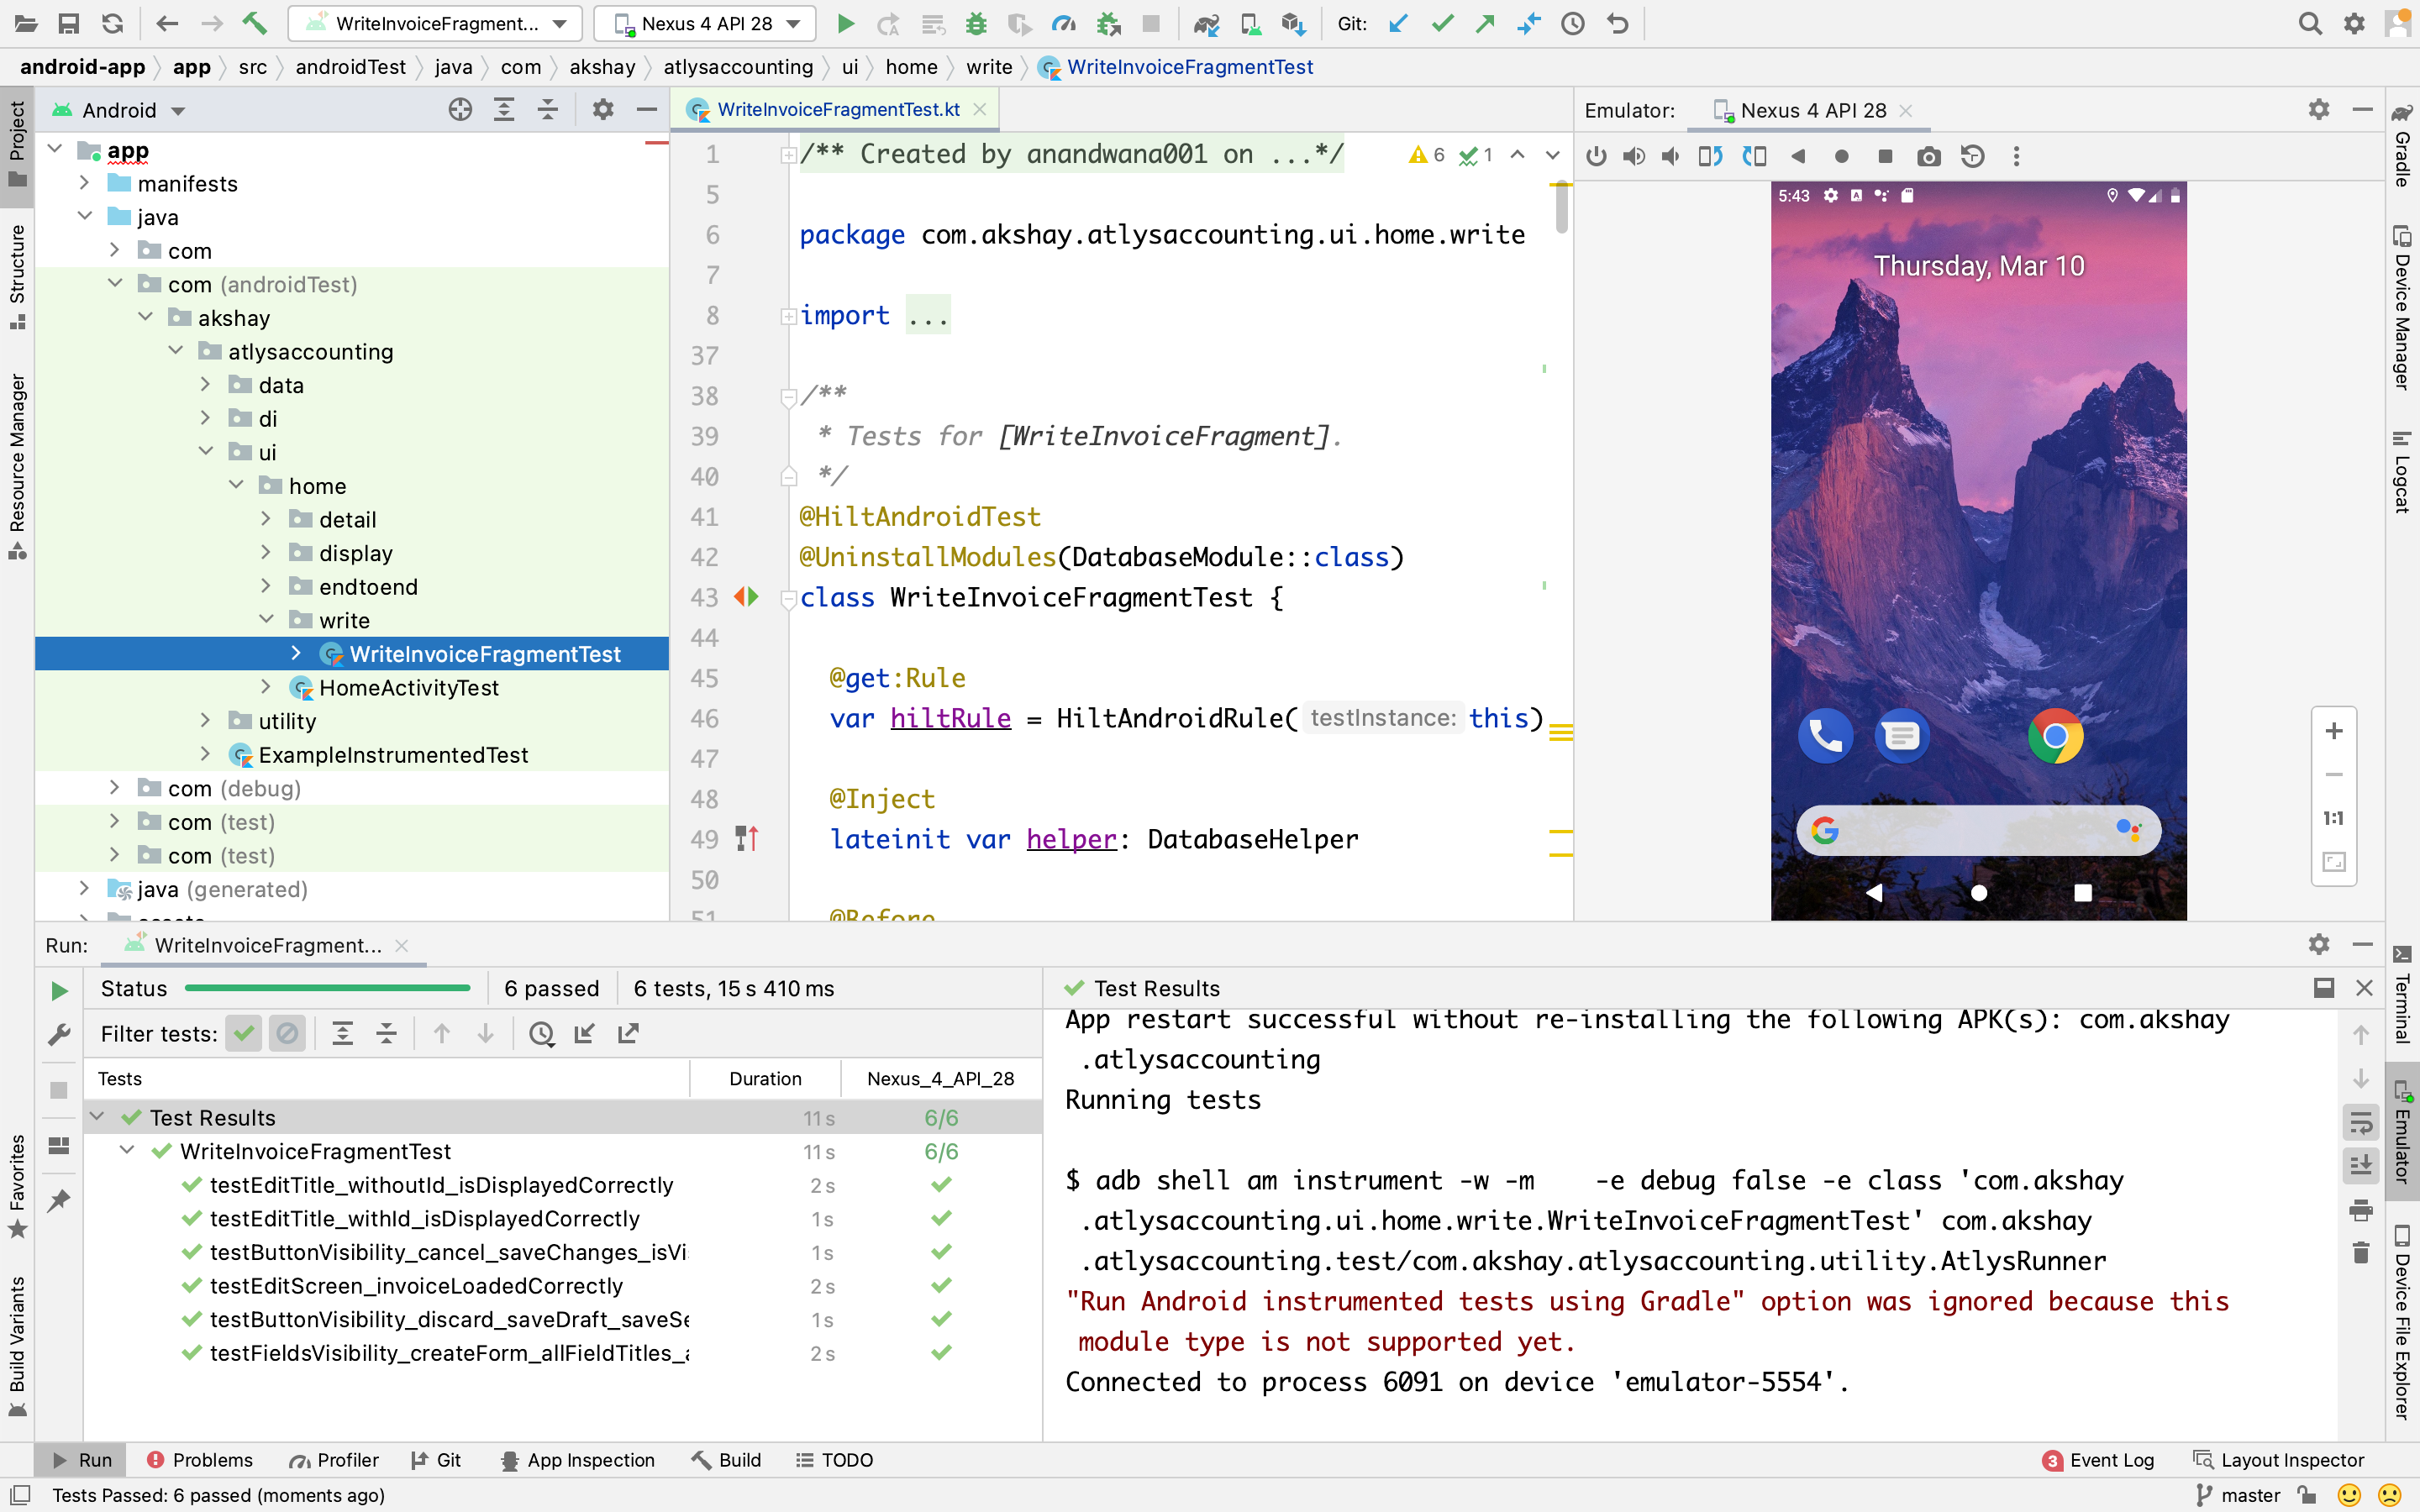 WriteInvoiceFragment...
Nexus 4 API 28
Git:
android-app
app
src
androidTest
java
com
akshay
atlysaccounting
ui
home
write
WriteInvoiceFragmentTest
Project
Structure
Resource Manager
Favorites
Build Variants
Android
app
manifests
java
com
com (androidTest)
akshay
atlysaccounting
data
di
ui
home
detail
display
endtoend
write
WriteInvoiceFragmentTest
HomeActivityTest
utility
ExampleInstrumentedTest
com (debug)
com (test)
com (test)
java (generated)
WriteInvoiceFragmentTest.kt
6
1
1 /** Created by anandwana001 on ...*/
5
6 package com.akshay.atlysaccounting.ui.home.write
7
8 import ...
37
38 /**
39 * Tests for [WriteInvoiceFragment].
40 */
41 @HiltAndroidTest
42 @UninstallModules(DatabaseModule::class)
43 class WriteInvoiceFragmentTest {
44
45 @get:Rule
46 var hiltRule = HiltAndroidRule( testInstance: this)
47
48 @Inject
49 lateinit var helper: DatabaseHelper
50
51 @Before
Emulator:
Nexus 4 API 28
5:43
Thursday, Mar 10
1:1
Gradle
Device Manager
Logcat
Terminal
Emulator
Device File Explorer
Run:
WriteInvoiceFragment...
Status
6 passed
6 tests, 15 s 410 ms
Filter tests:
Tests
Duration
Nexus_4_API_28
Test Results 11 s 6/6
WriteInvoiceFragmentTest 11 s 6/6
testEditTitle_withoutId_isDisplayedCorrectly 2 s
testEditTitle_withId_isDisplayedCorrectly 1 s
testButtonVisibility_cancel_saveChanges_isVi 1 s
testEditScreen_invoiceLoadedCorrectly 2 s
testButtonVisibility_discard_saveDraft_saveSe 1 s
testFieldsVisibility_createForm_allFieldTitles_a 2 s
Test Results
App restart successful without re-installing the following APK(s): com.akshay
.atlysaccounting
Running tests
$ adb shell am instrument -w -m    -e debug false -e class 'com.akshay
.atlysaccounting.ui.home.write.WriteInvoiceFragmentTest' com.akshay
.atlysaccounting.test/com.akshay.atlysaccounting.utility.AtlysRunner
"Run Android instrumented tests using Gradle" option was ignored because this
module type is not supported yet.
Connected to process 6091 on device 'emulator-5554'.
Run
Problems
Profiler
Git
App Inspection
Build
TODO
3 Event Log
Layout Inspector
Tests Passed: 6 passed (moments ago)
master